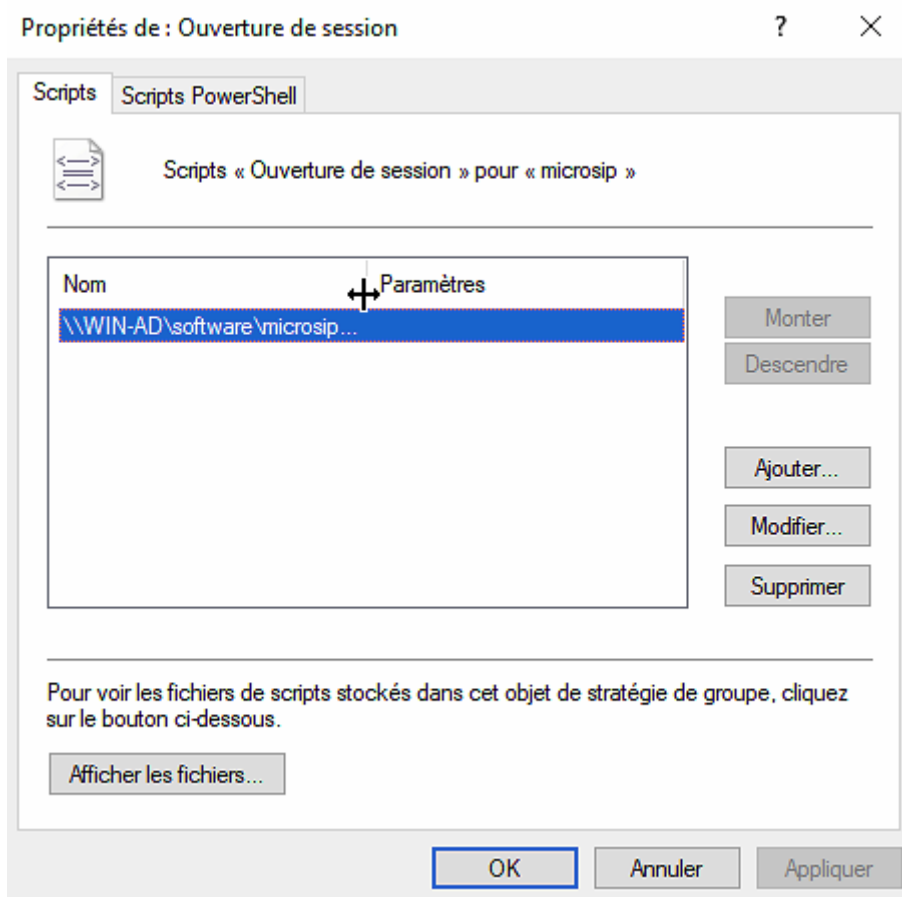 Propriétés de : Ouverture de session ?
Scripts Scripts PowerShell
Scripts « Ouverture de session » pour « microsip »
Nom Paramètres
\\WIN-AD\software\microsip...
Monter
Descendre
Ajouter...
Modifier...
Supprimer
Pour voir les fichiers de scripts stockés dans cet objet de stratégie de groupe, cliquez
sur le bouton ci-dessous.
Afficher les fichiers...
OK Annuler Appliquer